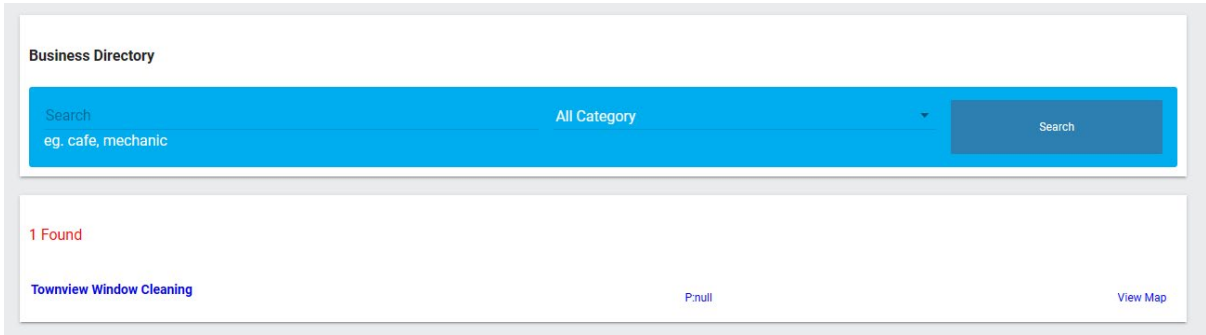 Business Directory
Search
All Category
Search
eg. cafe, mechanic
1 Found
Townview Window Cleaning
P:null
View Map